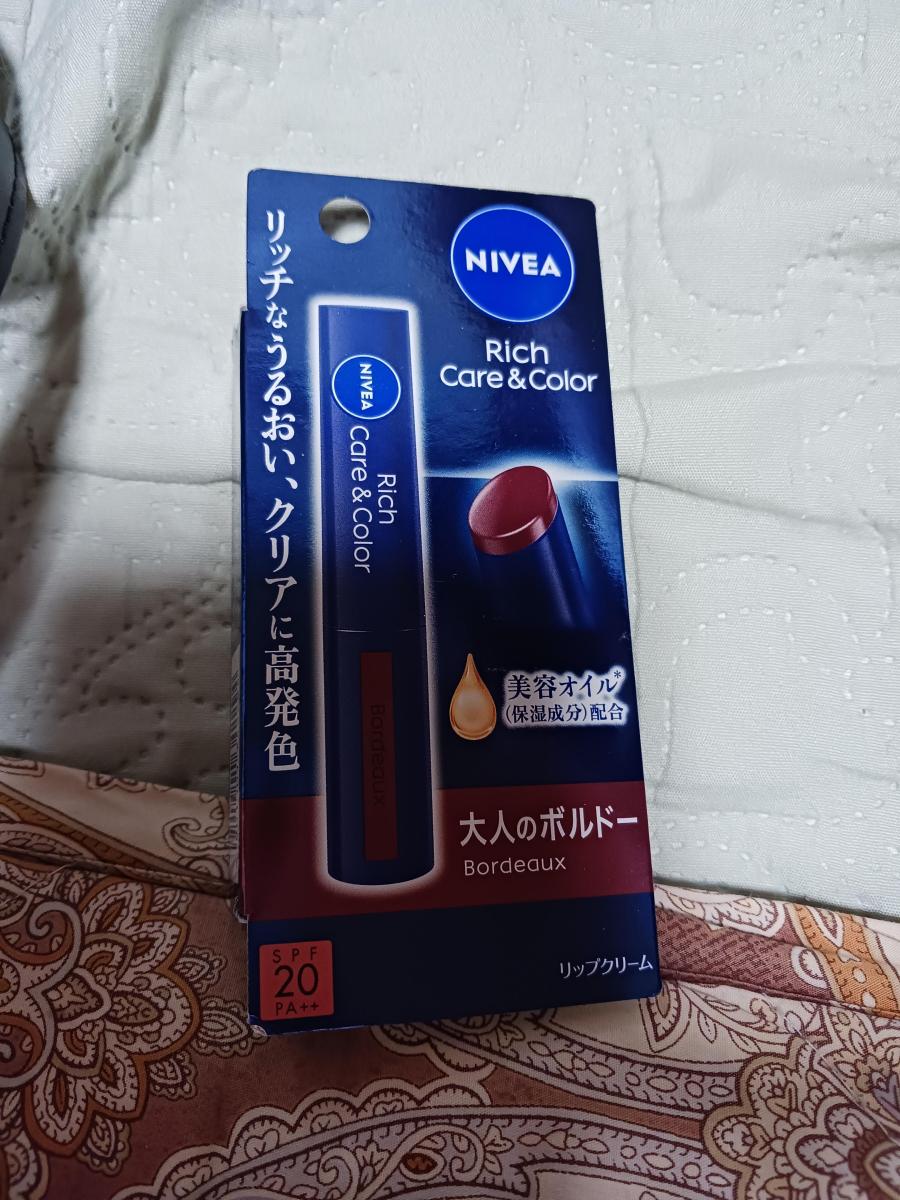 リッチなうるおい、クリアに高発色
NIVEA
Rich
Care & Color
NIVEA
Rich
Care & Color
Bordeaux
美容オイル*
(保湿成分)配合
大人のボルドー
Bordeaux
SPF
20
PA++
リップクリーム